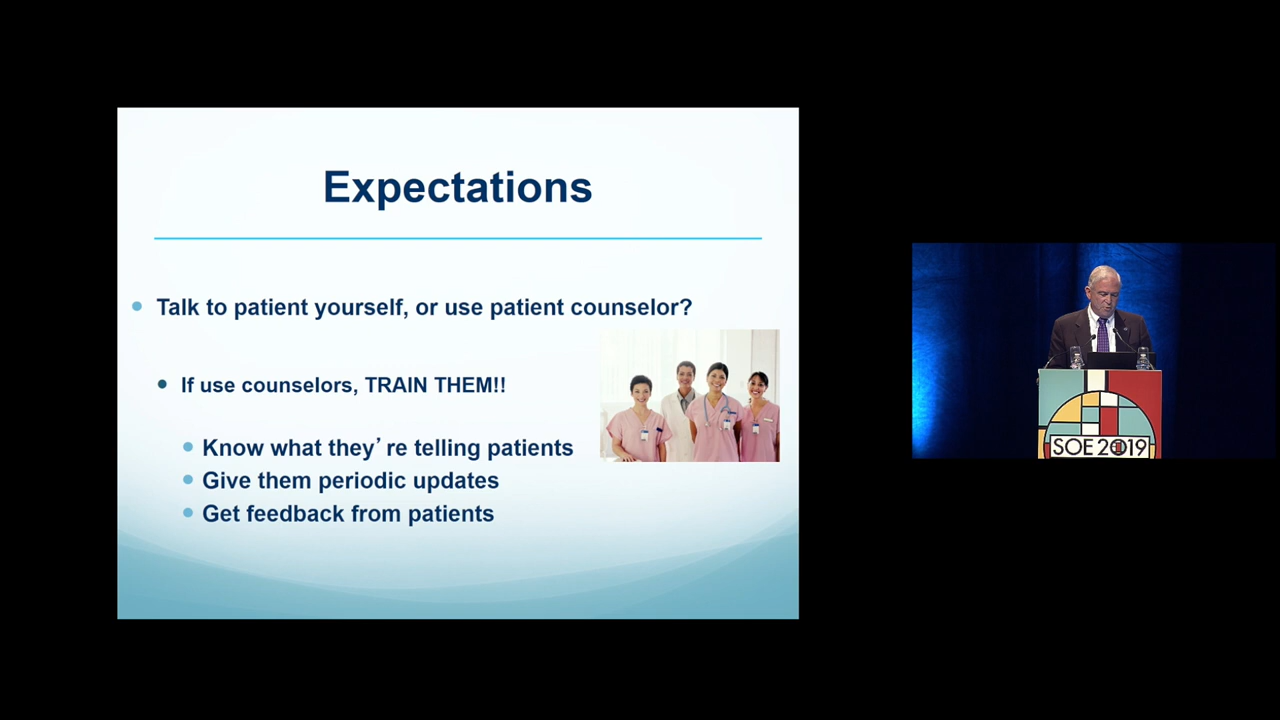 Expectations
Talk to patient yourself, or use patient counselor?
If use counselors, TRAIN THEM!!
Know what they’ re telling patients
Give them periodic updates
Get feedback from patients
SOE 2019